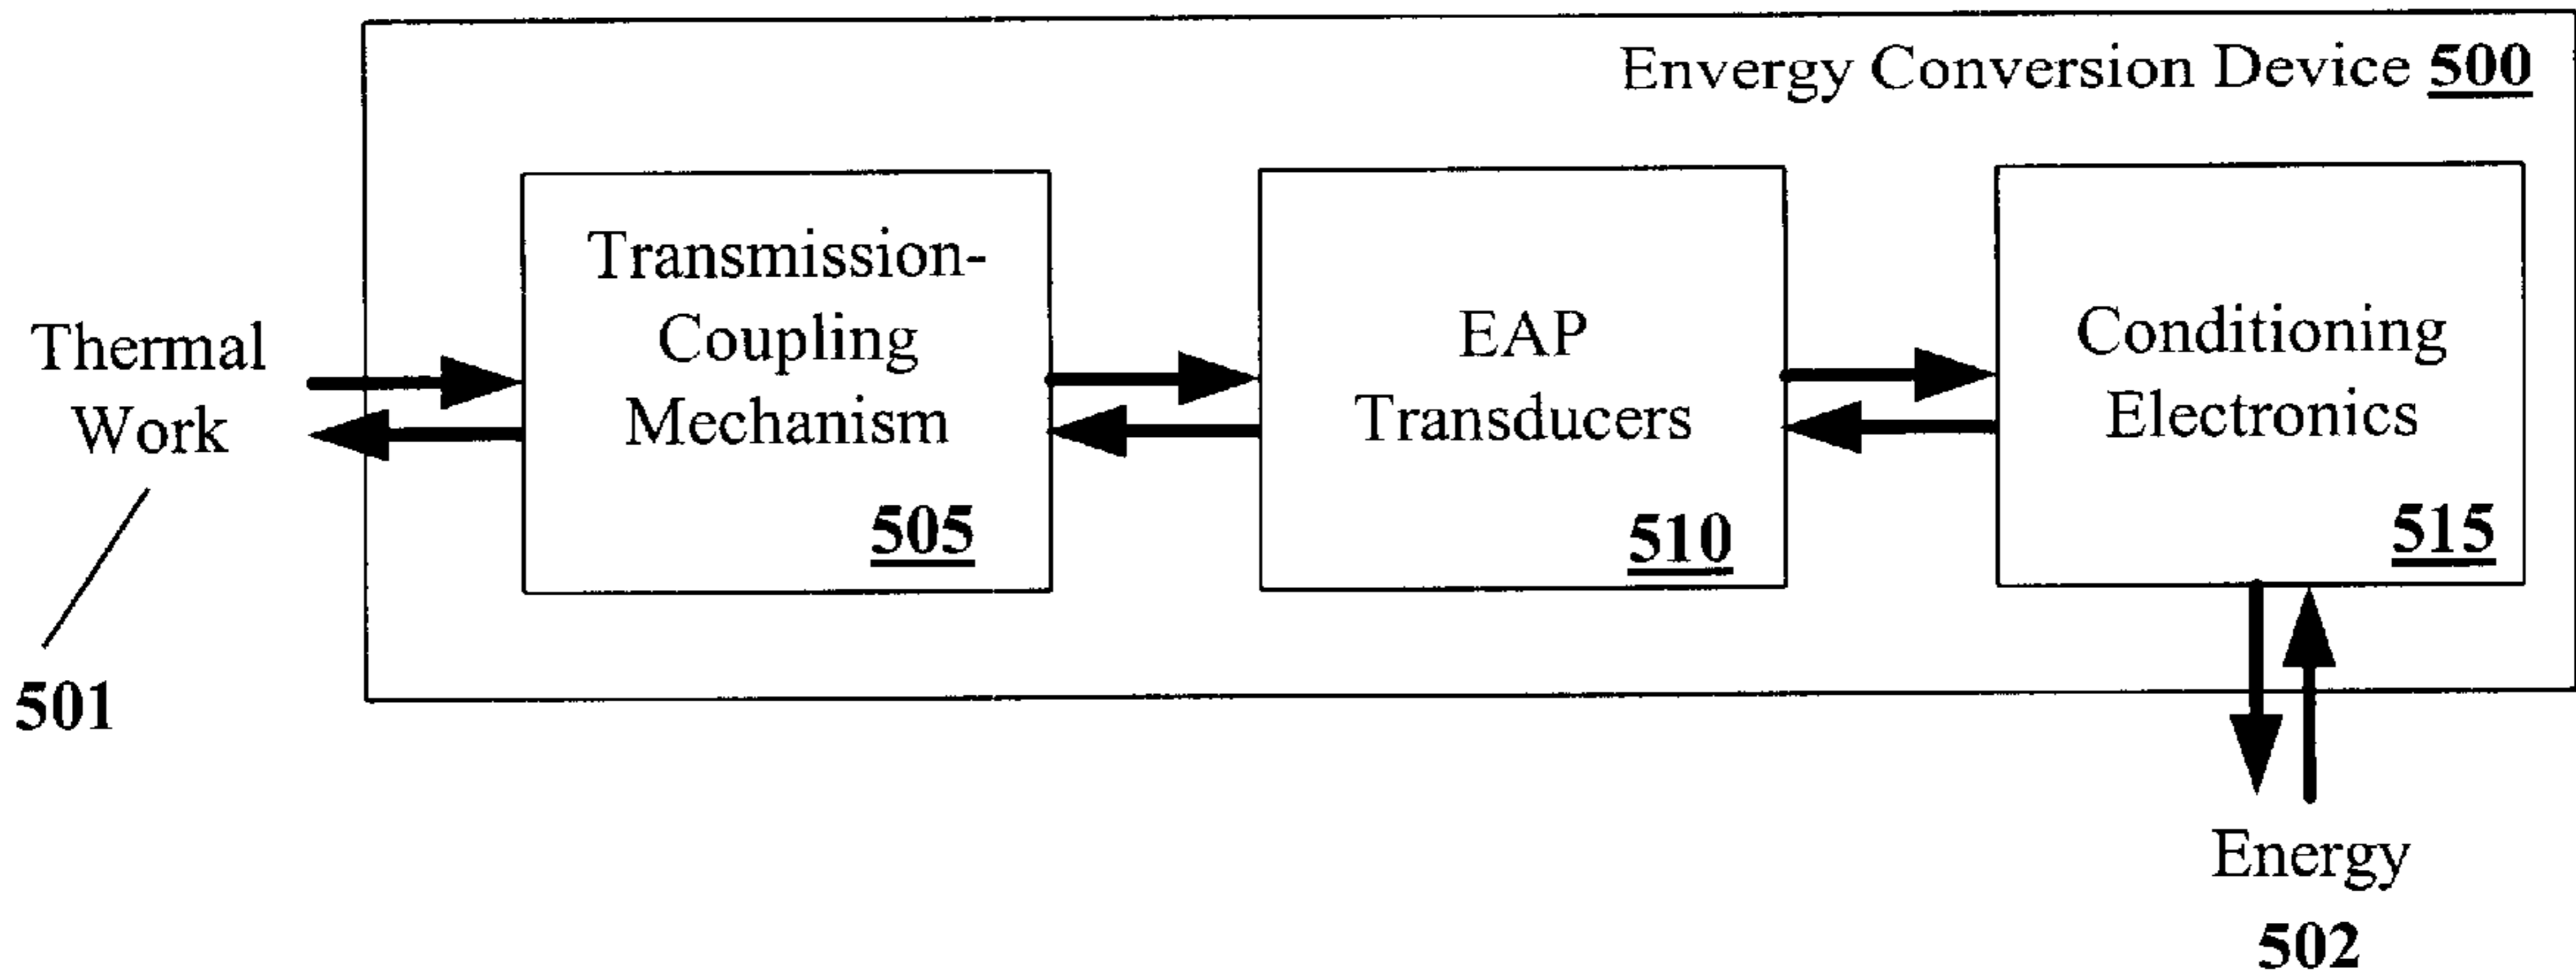 Envergy Conversion Device 500
Transmission-
Coupling
Mechanism
505
EAP
Transducers
510
Conditioning
Electronics
515
Thermal
Work
501
Energy
502